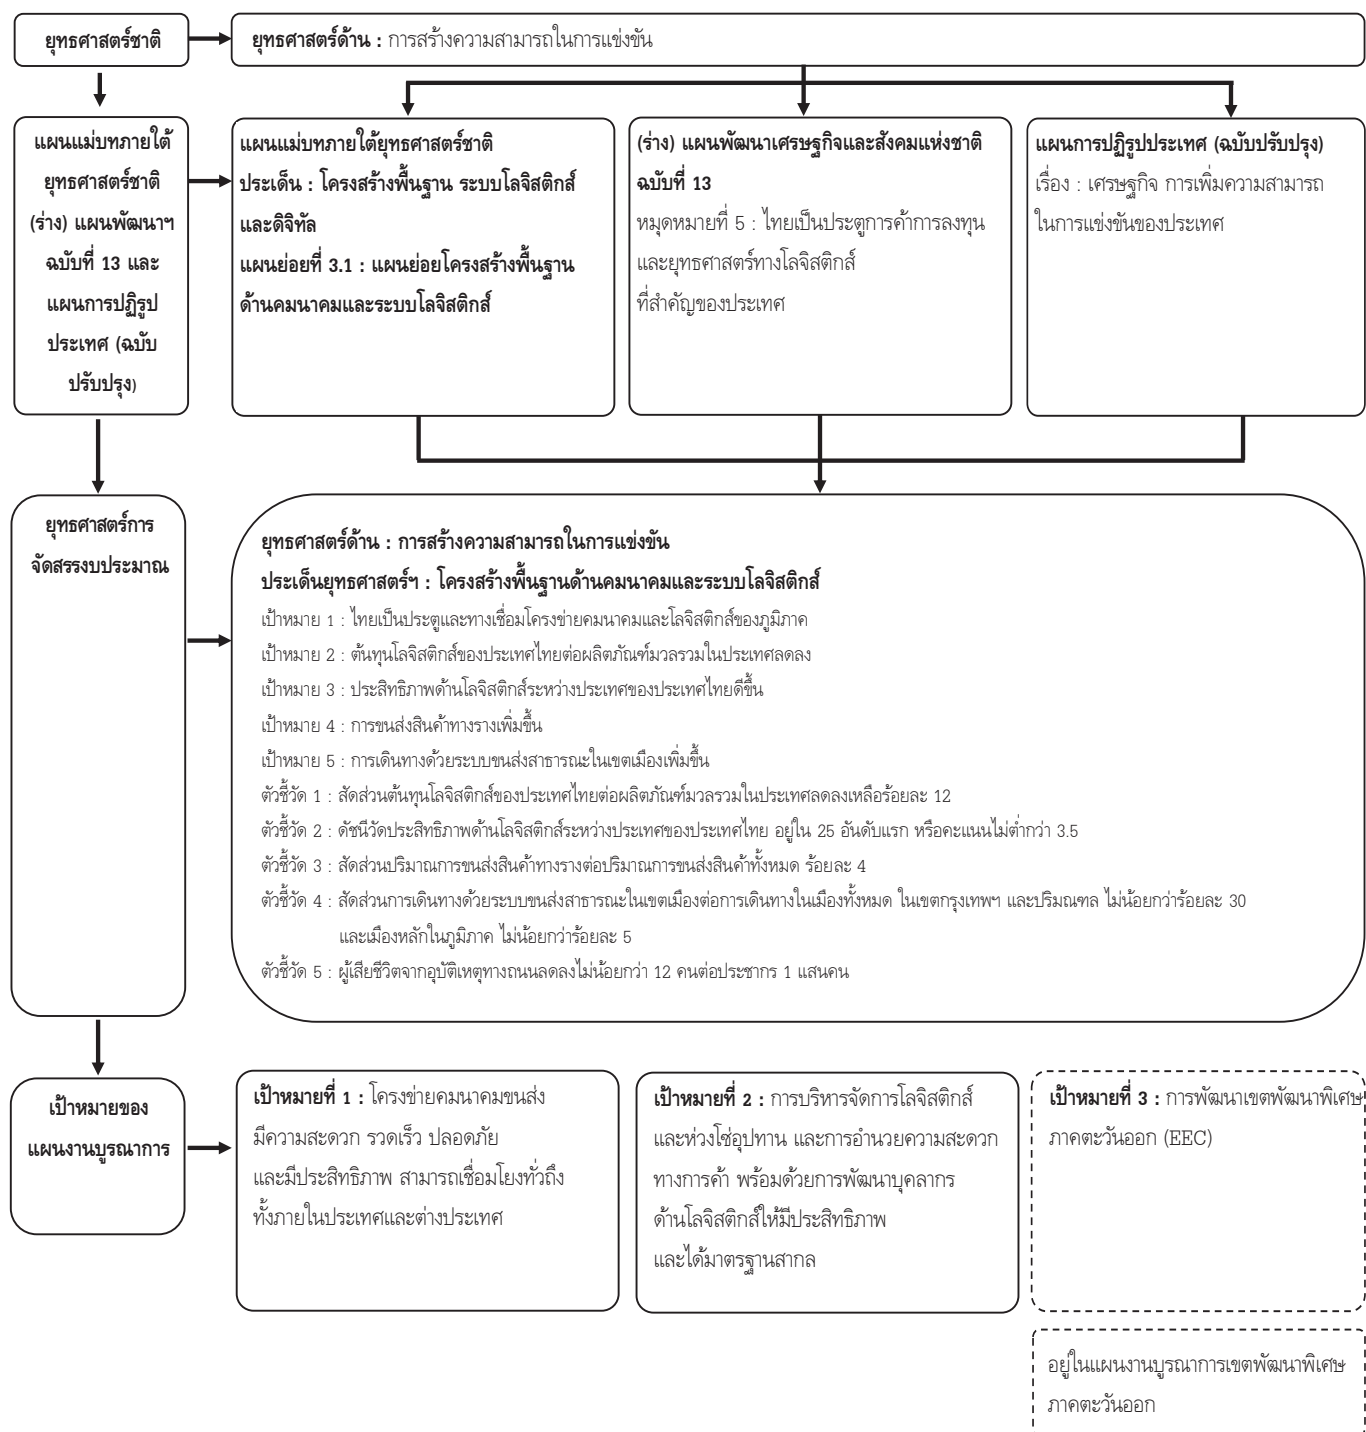 ยุทธศาสตร์ชาติ
ยุทธศาสตร์ด้าน : การสร้างความสามารถในการแข่งขัน
แผนแม่บทภายใต้
ยุทธศาสตร์ชาติ
(ร่าง) แผนพัฒนาฯ
ฉบับที่ 13 และ
แผนการปฏิรูป
ประเทศ (ฉบับ
ปรับปรุง)
แผนแม่บทภายใต้ยุทธศาสตร์ชาติ
ประเด็น : โครงสร้างพื้นฐาน ระบบโลจิสติกส์
และดิจิทัล
แผนย่อยที่ 3.1 : แผนย่อยโครงสร้างพื้นฐาน
ด้านคมนาคมและระบบโลจิสติกส์
(ร่าง) แผนพัฒนาเศรษฐกิจและสังคมแห่งชาติ
ฉบับที่ 13
หมุดหมายที่ 5 : ไทยเป็นประตูการค้าการลงทุน
และยุทธศาสตร์ทางโลจิสติกส์
ที่สำคัญของประเทศ
แผนการปฏิรูปประเทศ (ฉบับปรับปรุง)
เรื่อง : เศรษฐกิจ การเพิ่มความสามารถ
ในการแข่งขันของประเทศ
ยุทธศาสตร์การ
จัดสรรงบประมาณ
ยุทธศาสตร์ด้าน : การสร้างความสามารถในการแข่งขัน
ประเด็นยุทธศาสตร์ฯ : โครงสร้างพื้นฐานด้านคมนาคมและระบบโลจิสติกส์
เป้าหมาย 1 : ไทยเป็นประตูและทางเชื่อมโครงข่ายคมนาคมและโลจิสติกส์ของภูมิภาค
เป้าหมาย 2 : ต้นทุนโลจิสติกส์ของประเทศไทยต่อผลิตภัณฑ์มวลรวมในประเทศลดลง
เป้าหมาย 3 : ประสิทธิภาพด้านโลจิสติกส์ระหว่างประเทศของประเทศไทยดีขึ้น
เป้าหมาย 4 : การขนส่งสินค้าทางรางเพิ่มขึ้น
เป้าหมาย 5 : การเดินทางด้วยระบบขนส่งสาธารณะในเขตเมืองเพิ่มขึ้น
ตัวชี้วัด 1 : สัดส่วนต้นทุนโลจิสติกส์ของประเทศไทยต่อผลิตภัณฑ์มวลรวมในประเทศลดลงเหลือร้อยละ 12
ตัวชี้วัด 2 : ดัชนีวัดประสิทธิภาพด้านโลจิสติกส์ระหว่างประเทศของประเทศไทย อยู่ใน 25 อันดับแรก หรือคะแนนไม่ต่ำกว่า 3.5
ตัวชี้วัด 3 : สัดส่วนปริมาณการขนส่งสินค้าทางรางต่อปริมาณการขนส่งสินค้าทั้งหมด ร้อยละ 4
ตัวชี้วัด 4 : สัดส่วนการเดินทางด้วยระบบขนส่งสาธารณะในเขตเมืองต่อการเดินทางในเมืองทั้งหมด ในเขตกรุงเทพฯ และปริมณฑล ไม่น้อยกว่าร้อยละ 30
และเมืองหลักในภูมิภาค ไม่น้อยกว่าร้อยละ 5
ตัวชี้วัด 5 : ผู้เสียชีวิตจากอุบัติเหตุทางถนนลดลงไม่น้อยกว่า 12 คนต่อประชากร 1 แสนคน
เป้าหมายของ
แผนงานบูรณาการ
เป้าหมายที่ 1 : โครงข่ายคมนาคมขนส่ง
มีความสะดวก รวดเร็ว ปลอดภัย
และมีประสิทธิภาพ สามารถเชื่อมโยงทั่วถึง
ทั้งภายในประเทศและต่างประเทศ
เป้าหมายที่ 2 : การบริหารจัดการโลจิสติกส์
และห่วงโซ่อุปทาน และการอำนวยความสะดวก
ทางการค้า พร้อมด้วยการพัฒนาบุคลากร
ด้านโลจิสติกส์ให้มีประสิทธิภาพ
และได้มาตรฐานสากล
เป้าหมายที่ 3 : การพัฒนาเขตพัฒนาพิเศษ
ภาคตะวันออก (EEC)
อยู่ในแผนงานบูรณาการเขตพัฒนาพิเศษ
ภาคตะวันออก